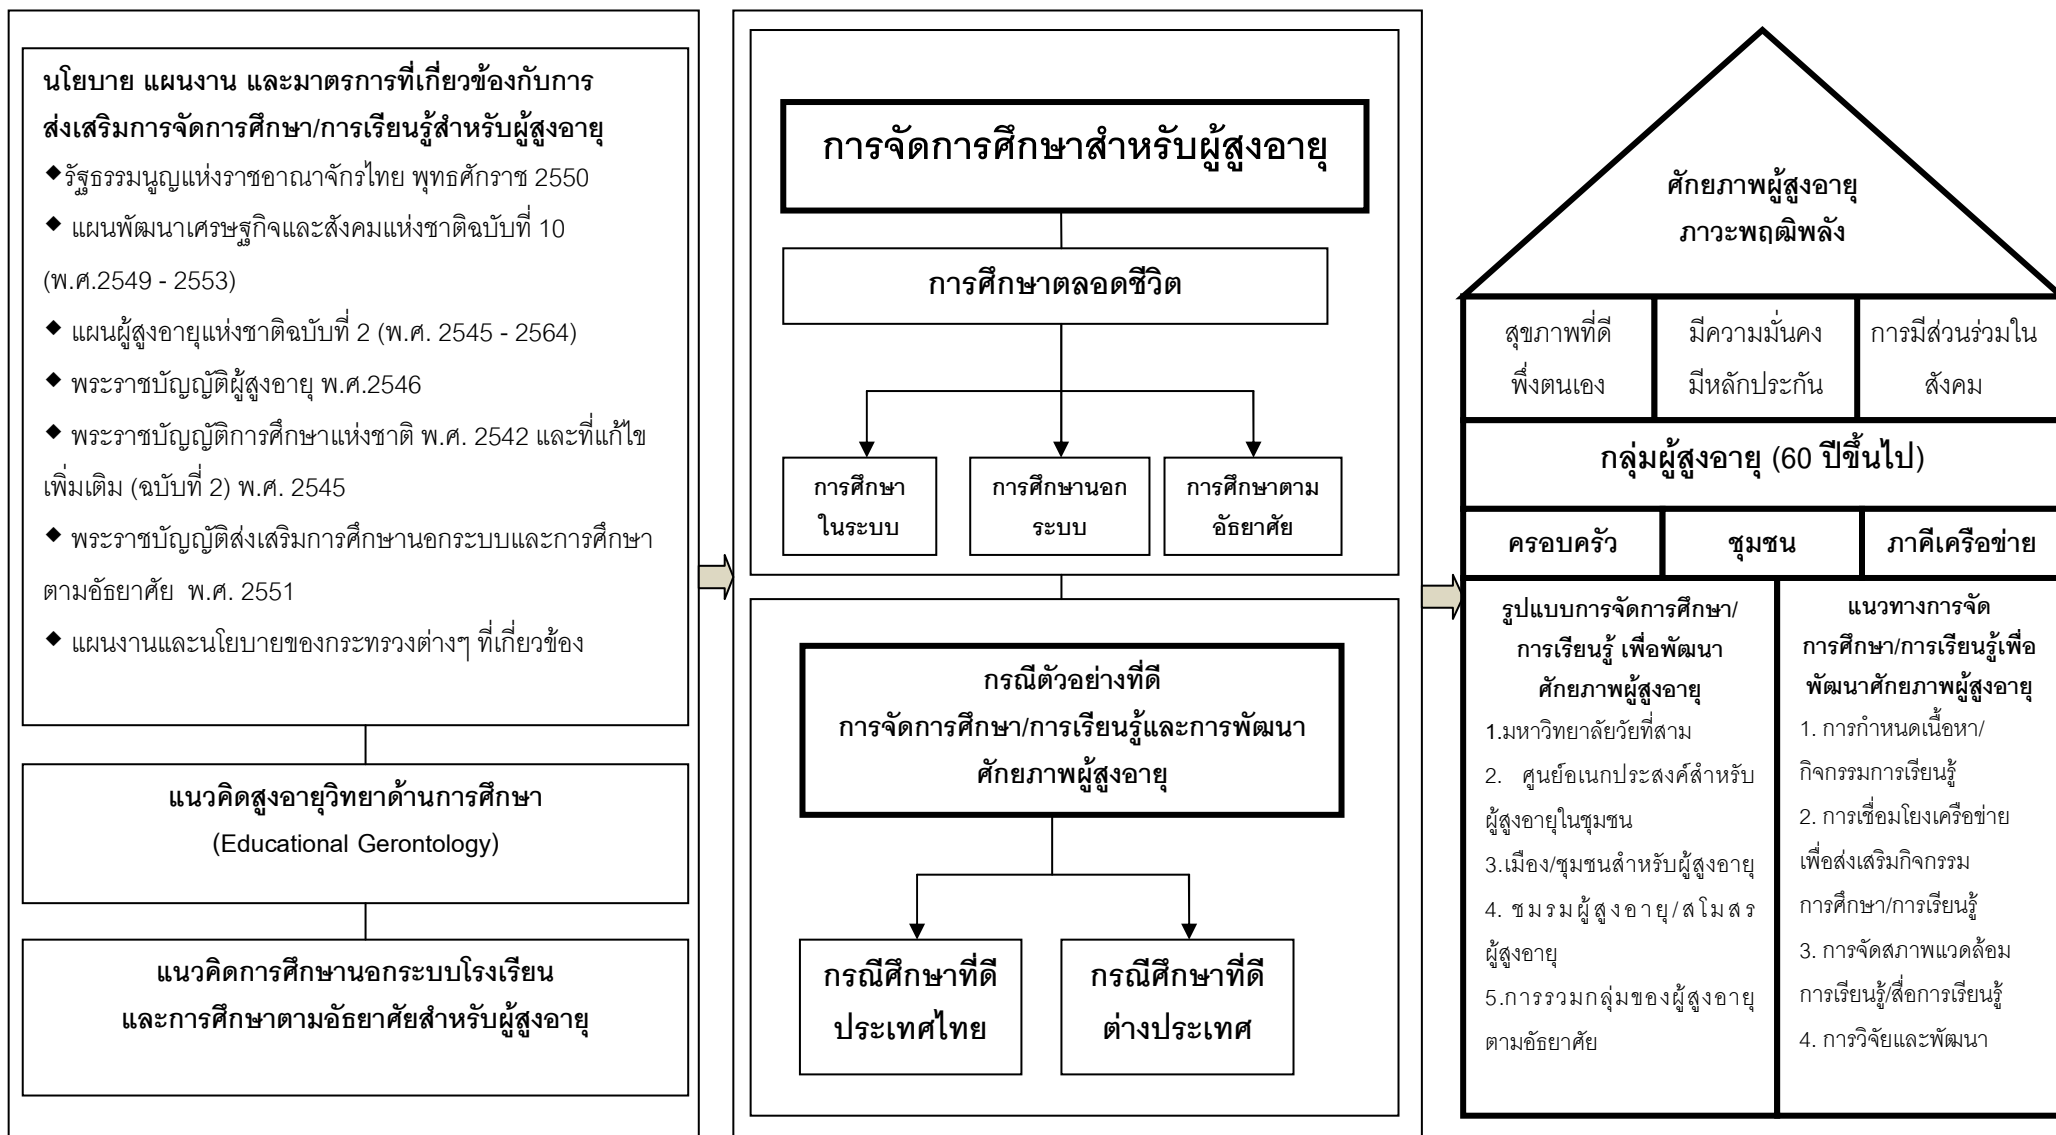 นโยบาย แผนงาน และมาตรการที่เกี่ยวข้องกับการ
ส่งเสริมการจัดการศึกษา/การเรียนรู้สำหรับผู้สูงอายุ
◆รัฐธรรมนูญแห่งราชอาณาจักรไทย พุทธศักราช 2550
◆ แผนพัฒนาเศรษฐกิจและสังคมแห่งชาติฉบับที่ 10
(พ.ศ.2549 - 2553)
◆ แผนผู้สูงอายุแห่งชาติฉบับที่ 2 (พ.ศ. 2545 - 2564)
◆ พระราชบัญญัติผู้สูงอายุ พ.ศ.2546
◆ พระราชบัญญัติการศึกษาแห่งชาติ พ.ศ. 2542 และที่แก้ไข
เพิ่มเติม (ฉบับที่ 2) พ.ศ. 2545
◆ พระราชบัญญัติส่งเสริมการศึกษานอกระบบและการศึกษา
ตามอัธยาศัย พ.ศ. 2551
◆ แผนงานและนโยบายของกระทรวงต่างๆ ที่เกี่ยวข้อง
แนวคิดสูงอายุวิทยาด้านการศึกษา
(Educational Gerontology)
แนวคิดการศึกษานอกระบบโรงเรียน
และการศึกษาตามอัธยาศัยสำหรับผู้สูงอายุ
การจัดการศึกษาสำหรับผู้สูงอายุ
การศึกษาตลอดชีวิต
การศึกษา
ในระบบ
การศึกษานอก
ระบบ
การศึกษาตาม
อัธยาศัย
กรณีตัวอย่างที่ดี
การจัดการศึกษา/การเรียนรู้และการพัฒนา
ศักยภาพผู้สูงอายุ
กรณีศึกษาที่ดี
ประเทศไทย
กรณีศึกษาที่ดี
ต่างประเทศ
ศักยภาพผู้สูงอายุ
ภาวะพฤฒิพลัง
สุขภาพที่ดี
พึ่งตนเอง
มีความมั่นคง
มีหลักประกัน
การมีส่วนร่วมใน
สังคม
กลุ่มผู้สูงอายุ (60 ปีขึ้นไป)
ครอบครัว
ชุมชน
ภาคีเครือข่าย
รูปแบบการจัดการศึกษา/
การเรียนรู้ เพื่อพัฒนา
ศักยภาพผู้สูงอายุ
1.มหาวิทยาลัยวัยที่สาม
2. ศูนย์อเนกประสงค์สำหรับ
ผู้สูงอายุในชุมชน
3.เมือง/ชุมชนสำหรับผู้สูงอายุ
4. ชมรมผู้สูงอายุ/สโมสร
ผู้สูงอายุ
5.การรวมกลุ่มของผู้สูงอายุ
ตามอัธยาศัย
แนวทางการจัด
การศึกษา/การเรียนรู้เพื่อ
พัฒนาศักยภาพผู้สูงอายุ
1. การกำหนดเนื้อหา/
กิจกรรมการเรียนรู้
2. การเชื่อมโยงเครือข่าย
เพื่อส่งเสริมกิจกรรม
การศึกษา/การเรียนรู้
3. การจัดสภาพแวดล้อม
การเรียนรู้/สื่อการเรียนรู้
4. การวิจัยและพัฒนา